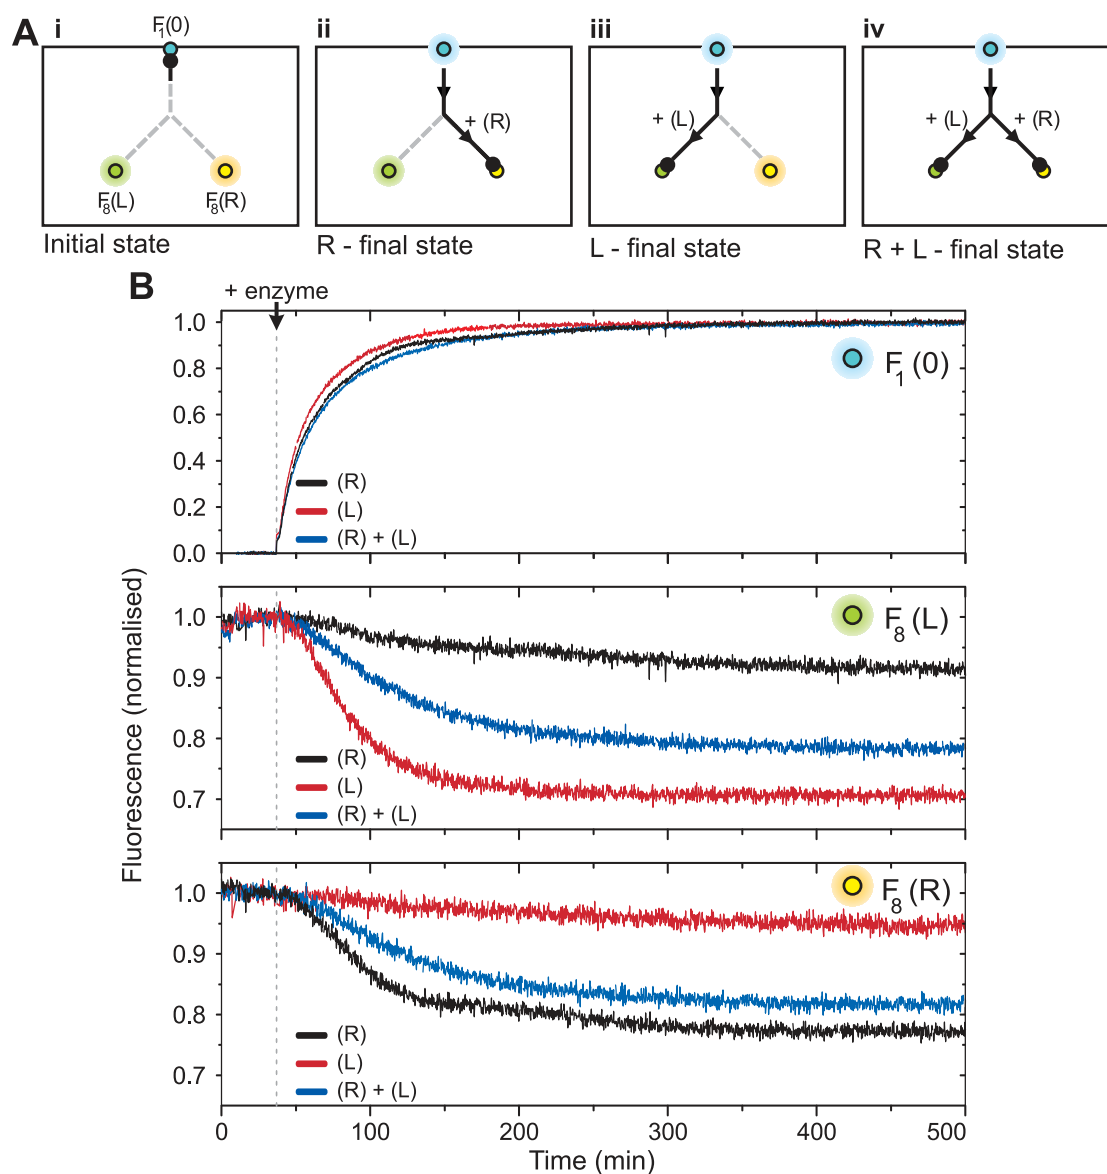 A
i
ii
iii
iv
F1(0)
+ (R)
+ (L)
+ (L)
+ (R)
F8(L)
F8(R)
Initial state
R - final state
L - final state
R + L - final state
B
+ enzyme
1.0
0.8
0.6
0.4
0.2
0.0
F1(0)
(R)
(L)
(R) + (L)
1.0
0.9
0.8
0.7
F8(L)
(R)
(L)
(R) + (L)
1.0
0.9
0.8
0.7
F8(R)
(R)
(L)
(R) + (L)
Fluorescence (normalised)
0
100
200
300
400
500
Time (min)